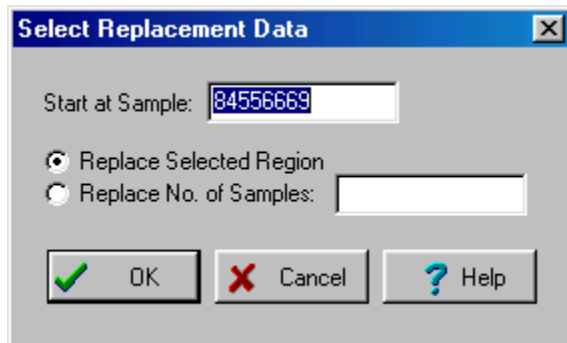 Select Replacement Data
Start at Sample: 84556669
Replace Selected Region
Replace No. of Samples:
OK Cancel Help